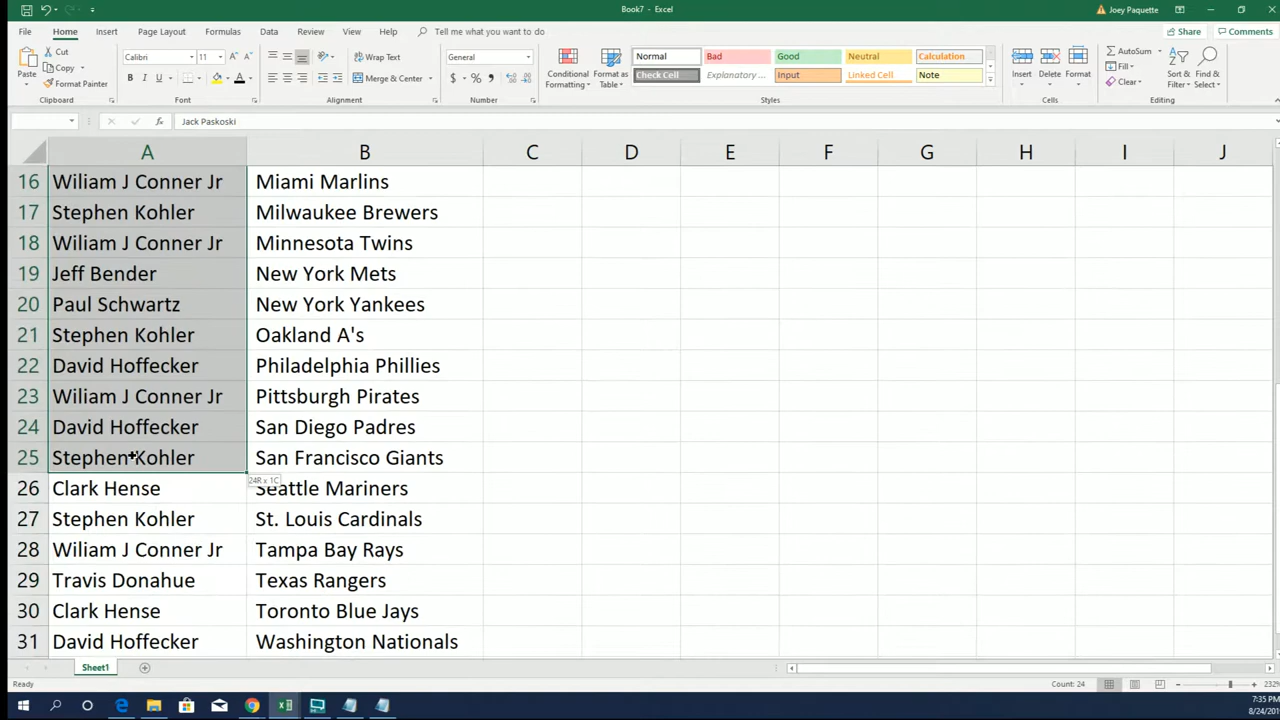 Book7 - Excel
Joey Paquette
File Home Insert Page Layout Formulas Data Review View Help Tell me what you want to do
Share Comments
Paste
Cut
Copy
Format Painter
Clipboard
Calibri 11
B I U
Font
Wrap Text
Merge & Center
Alignment
General
$ % ,
Number
Conditional Formatting
Format as Table
Normal Bad Good Neutral Calculation
Check Cell Explanatory ... Input Linked Cell Note
Styles
Insert Delete Format
Cells
AutoSum
Fill
Clear
Sort & Filter
Find & Select
Editing
Jack Paskoski
A B C D E F G H I J
16 Wiliam J Conner Jr Miami Marlins
17 Stephen Kohler Milwaukee Brewers
18 Wiliam J Conner Jr Minnesota Twins
19 Jeff Bender New York Mets
20 Paul Schwartz New York Yankees
21 Stephen Kohler Oakland A's
22 David Hoffecker Philadelphia Phillies
23 Wiliam J Conner Jr Pittsburgh Pirates
24 David Hoffecker San Diego Padres
25 Stephen Kohler San Francisco Giants
24R x 1C
26 Clark Hense Seattle Mariners
27 Stephen Kohler St. Louis Cardinals
28 Wiliam J Conner Jr Tampa Bay Rays
29 Travis Donahue Texas Rangers
30 Clark Hense Toronto Blue Jays
31 David Hoffecker Washington Nationals
Sheet1
Ready
Count: 24
232%
7:35 PM